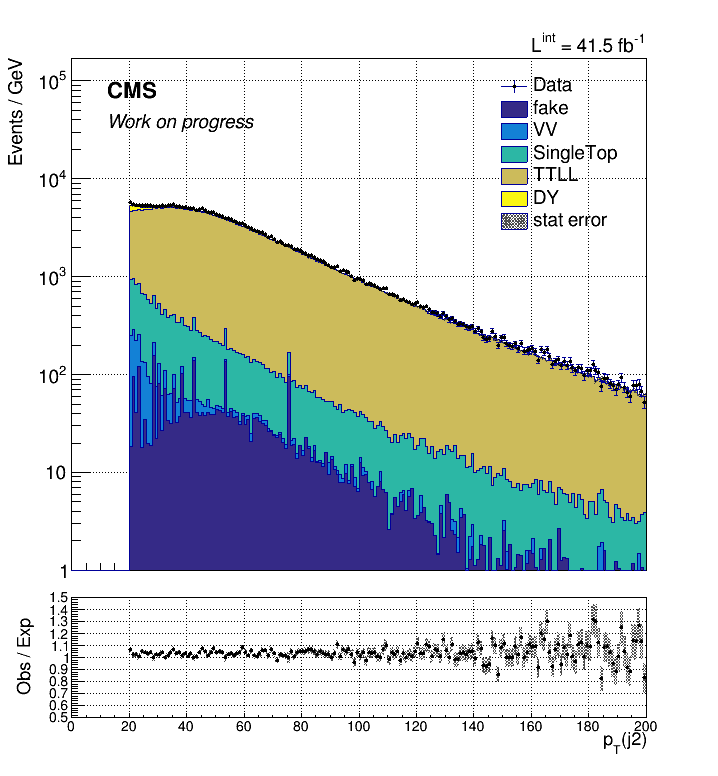 L^int = 41.5 fb^-1
Events / GeV
CMS
Work on progress
Data
fake
VV
SingleTop
TTLL
DY
stat error
10^5
10^4
10^3
10^2
10
1
Obs / Exp
1.5
1.4
1.3
1.2
1.1
1
0.9
0.8
0.7
0.6
0.5
0 20 40 60 80 100 120 140 160 180 200
p_T(j2)